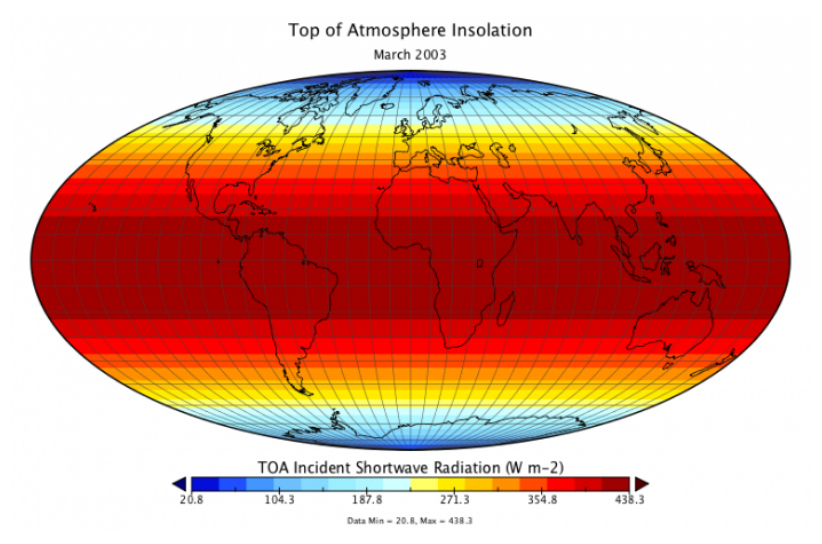 Top of Atmosphere Insolation
March 2003
TOA Incident Shortwave Radiation (W m-2)
20.8 104.3 187.8 271.3 354.8 438.3
Data Min = 20.8, Max = 438.3